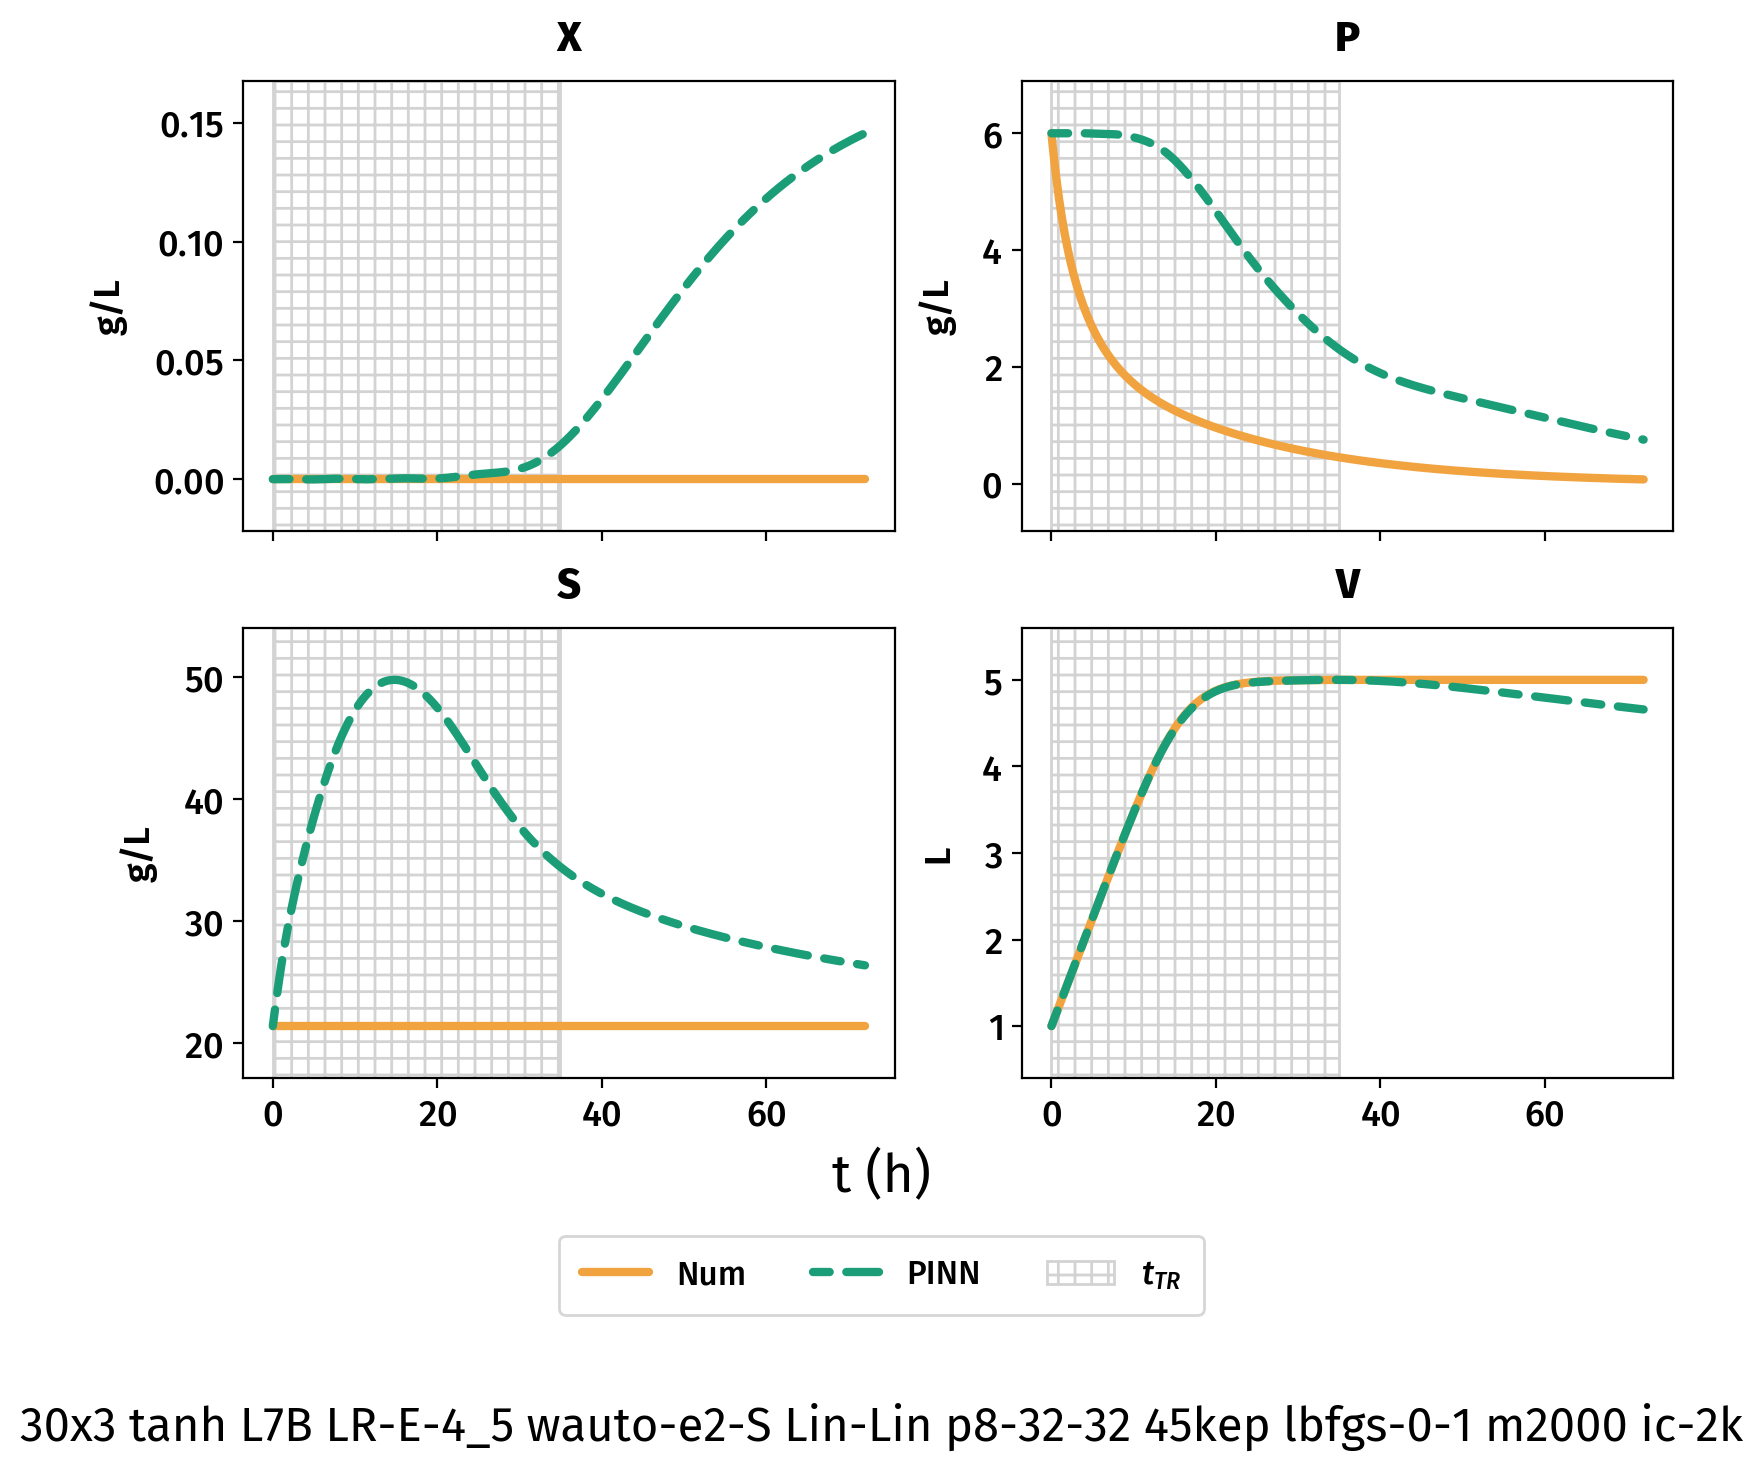 X
P
0.15
0.10
0.05
0.00
g/L
6
4
2
0
g/L
S
V
50
40
30
20
g/L
5
4
3
2
1
L
0 20 40 60
0 20 40 60
t (h)
Num PINN t_TR
30x3 tanh L7B LR-E-4_5 wauto-e2-S Lin-Lin p8-32-32 45kep lbfgs-0-1 m2000 ic-2k